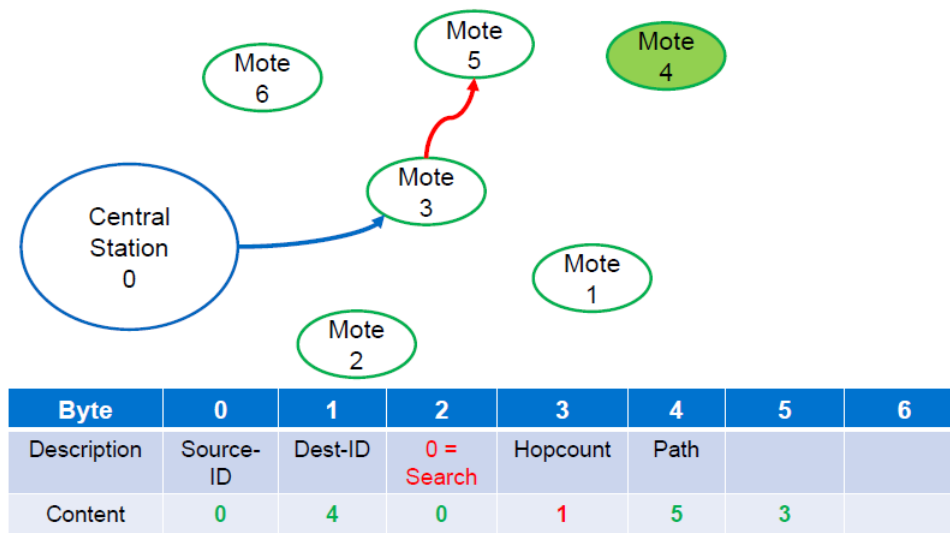 Mote
5
Mote
4
Mote
6
Mote
3
Central
Station
0
Mote
1
Mote
2
Byte 0 1 2 3 4 5 6
Description Source-ID Dest-ID 0 = Search Hopcount Path
Content 0 4 0 1 5 3